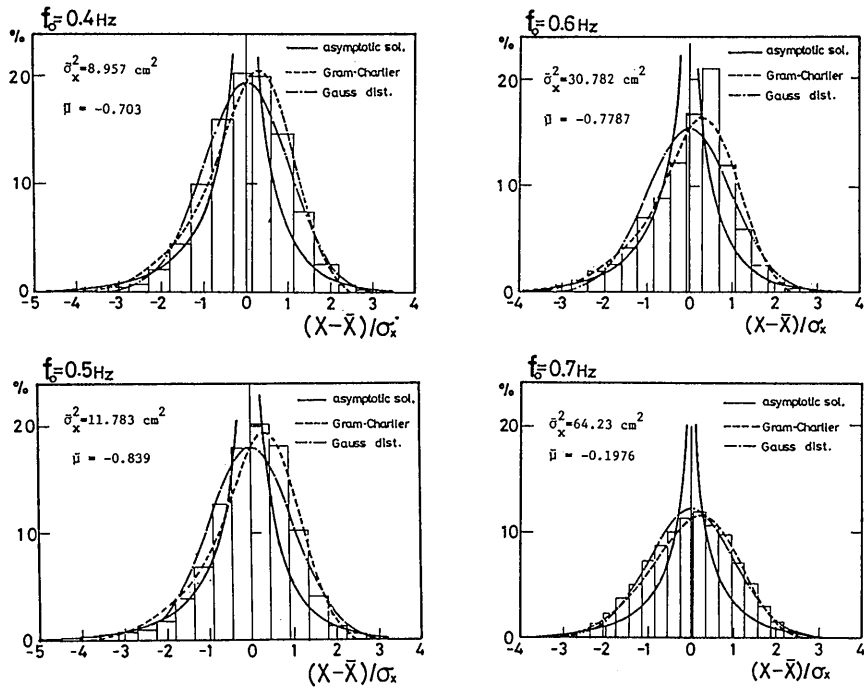 f₀=0.4Hz
%
20
10
0
σ̄ₓ²=8.957 cm²
μ̄ = -0.703
asymptotic sol.
Gram-Charlier
Gauss dist.
-5 -4 -3 -2 -1 0 1 2 3 4
(X-X̄)/σₓ
f₀=0.6Hz
%
20
10
0
σ̄ₓ²=30.782 cm²
μ̄ = -0.7787
asymptotic sol.
Gram-Charlier
Gauss dist.
-4 -3 -2 -1 0 1 2 3 4
(X-X̄)/σₓ
f₀=0.5Hz
%
20
10
0
σ̄ₓ²=11.783 cm²
μ̄ = -0.839
asymptotic sol.
Gram-Charlier
Gauss dist.
-5 -4 -3 -2 -1 0 1 2 3 4
(X-X̄)/σₓ
f₀=0.7Hz
%
20
10
0
σ̄ₓ²=64.23 cm²
μ̄ = -0.1976
asymptotic sol.
Gram-Charlier
Gauss dist.
-4 -3 -2 -1 0 1 2 3 4
(X-X̄)/σₓ